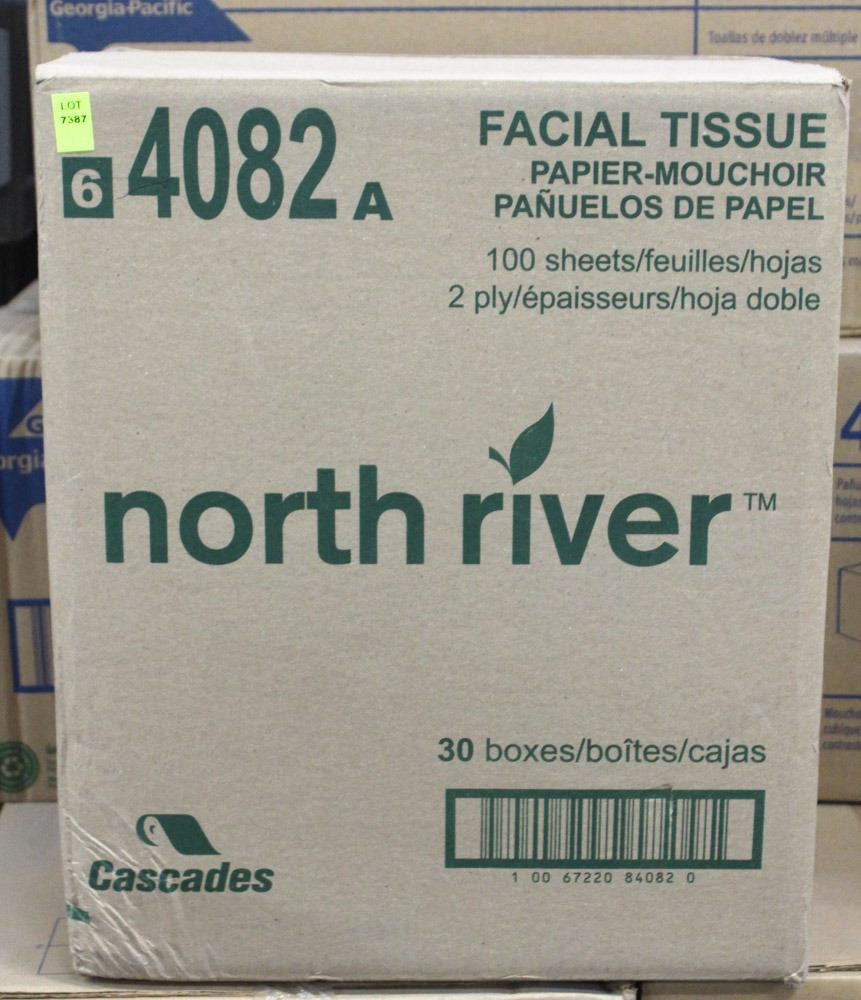 Georgia-Pacific
Toallas de doblez múltiple
LOT
7387
6 4082 A
FACIAL TISSUE
PAPIER-MOUCHOIR
PAÑUELOS DE PAPEL
100 sheets/feuilles/hojas
2 ply/épaisseurs/hoja doble
north river™
30 boxes/boîtes/cajas
1 00 67220 84082 0
Cascades